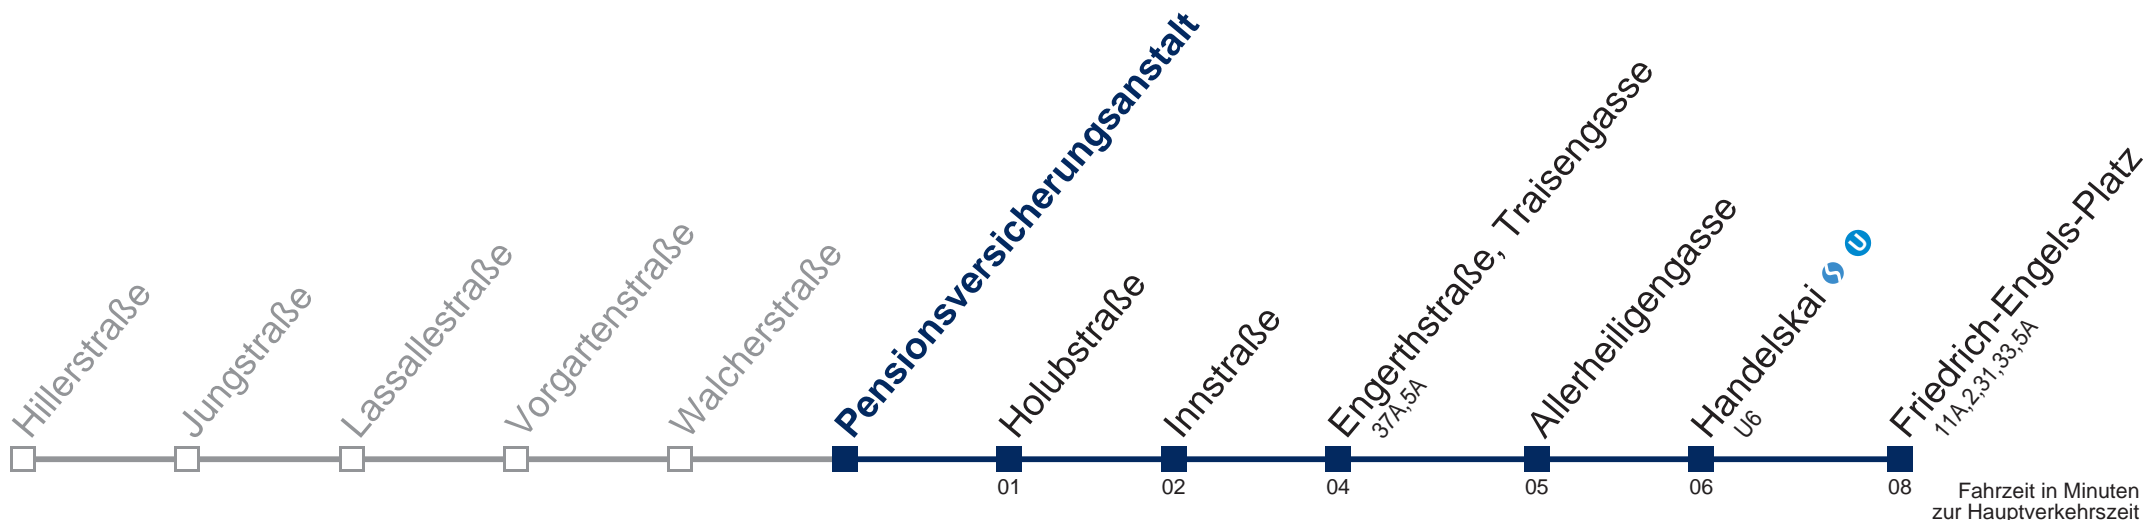 Hillerstraße
Jungstraße
Lassallestraße
Vorgartenstraße
Walcherstraße
Pensionsversicherungsanstalt
Holubstraße
Innstraße
Engerthstraße, Traisengasse
37A,5A
Allerheiligengasse
Handelskai S U
U6
Friedrich-Engels-Platz
11A,2,31,33,5A
01
02
04
05
06
08
Fahrzeit in Minuten
zur Hauptverkehrszeit